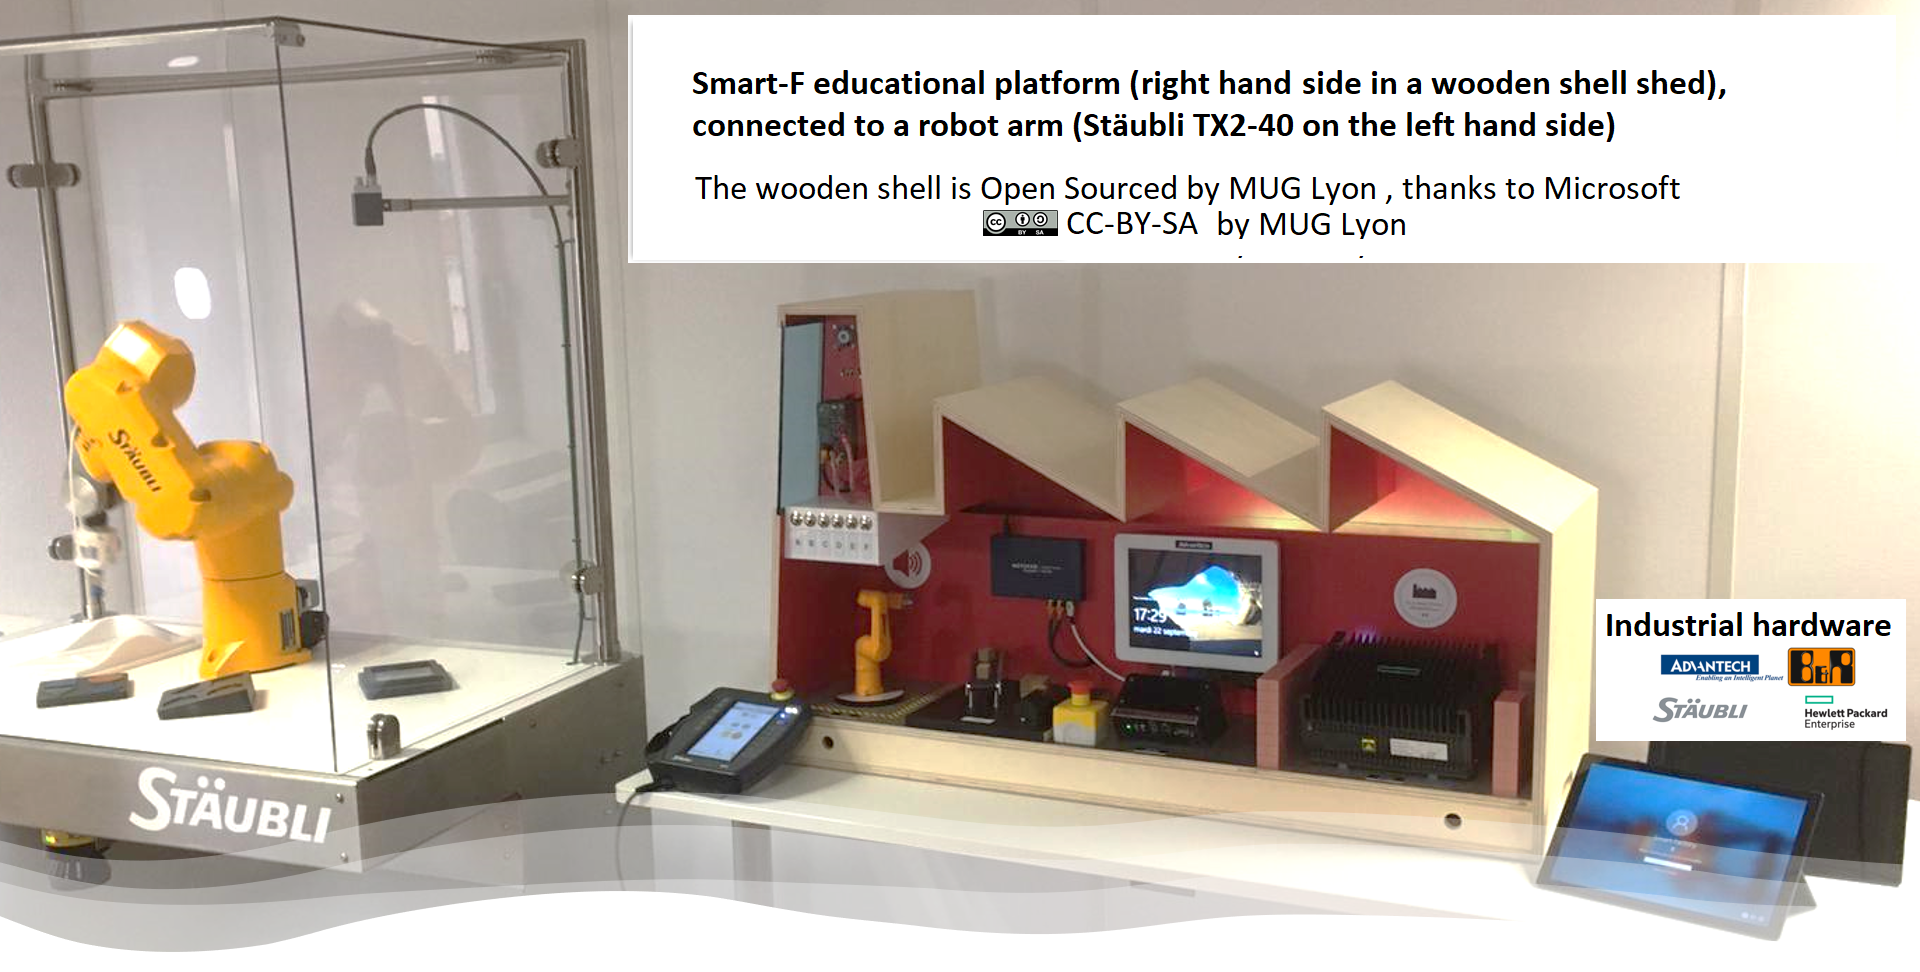 Smart-F educational platform (right hand side in a wooden shell shed),
connected to a robot arm (Stäubli TX2-40 on the left hand side)
The wooden shell is Open Sourced by MUG Lyon , thanks to Microsoft
cc BY SA CC-BY-SA by MUG Lyon
STÄUBLI
Advantech
17:29
mardi 22
A B C D E F
Industrial hardware
ADVANTECH
Enabling an Intelligent Planet
B&R
STÄUBLI
Hewlett Packard
Enterprise
STÄUBLI